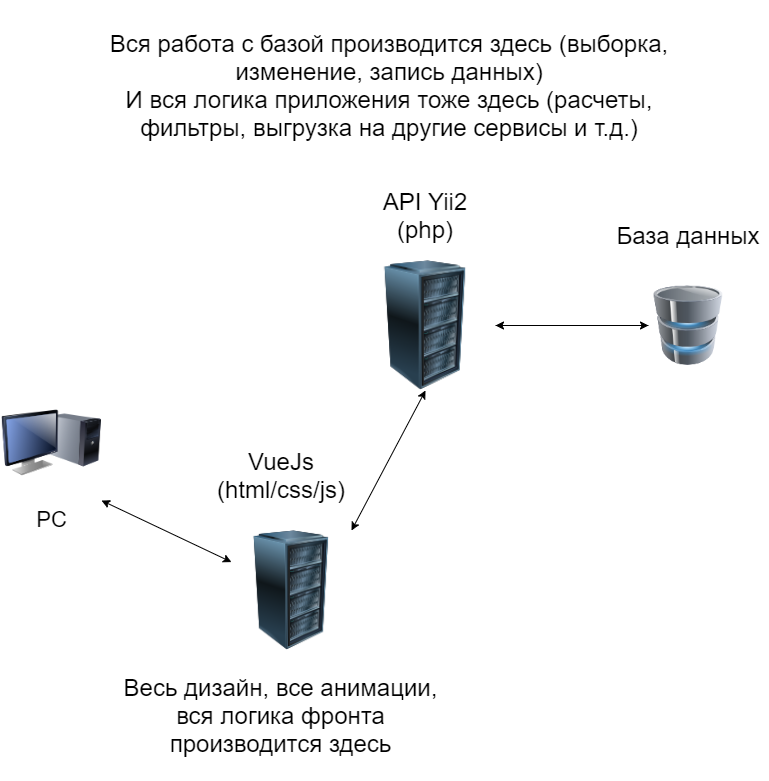 Вся работа с базой производится здесь (выборка,
изменение, запись данных)
И вся логика приложения тоже здесь (расчеты,
фильтры, выгрузка на другие сервисы и т.д.)
API Yii2
(php)
База данных
VueJs
(html/css/js)
PC
Весь дизайн, все анимации,
вся логика фронта
производится здесь